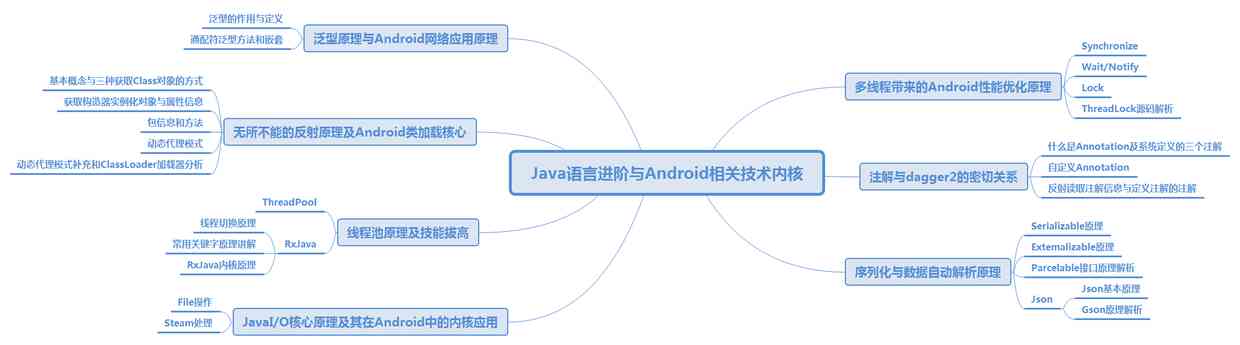 Java语言进阶与Android相关技术内核
泛型原理与Android网络应用原理
泛型的作用与定义
通配符泛型方法和嵌套
无所不能的反射原理及Android类加载核心
基本概念与三种获取Class对象的方式
获取构造器实例化对象与属性信息
包信息和方法
动态代理模式
动态代理模式补充和ClassLoader加载器分析
线程池原理及技能拔高
ThreadPool
RxJava
线程切换原理
常用关键字原理讲解
RxJava内核原理
JavaI/O核心原理及其在Android中的内核应用
File操作
Steam处理
多线程带来的Android性能优化原理
Synchronize
Wait/Notify
Lock
ThreadLock源码解析
注解与dagger2的密切关系
什么是Annotation及系统定义的三个注解
自定义Annotation
反射读取注解信息与定义注解的注解
序列化与数据自动解析原理
Serializable原理
Externalizable原理
Parcelable接口原理解析
Json
Json基本原理
Gson原理解析